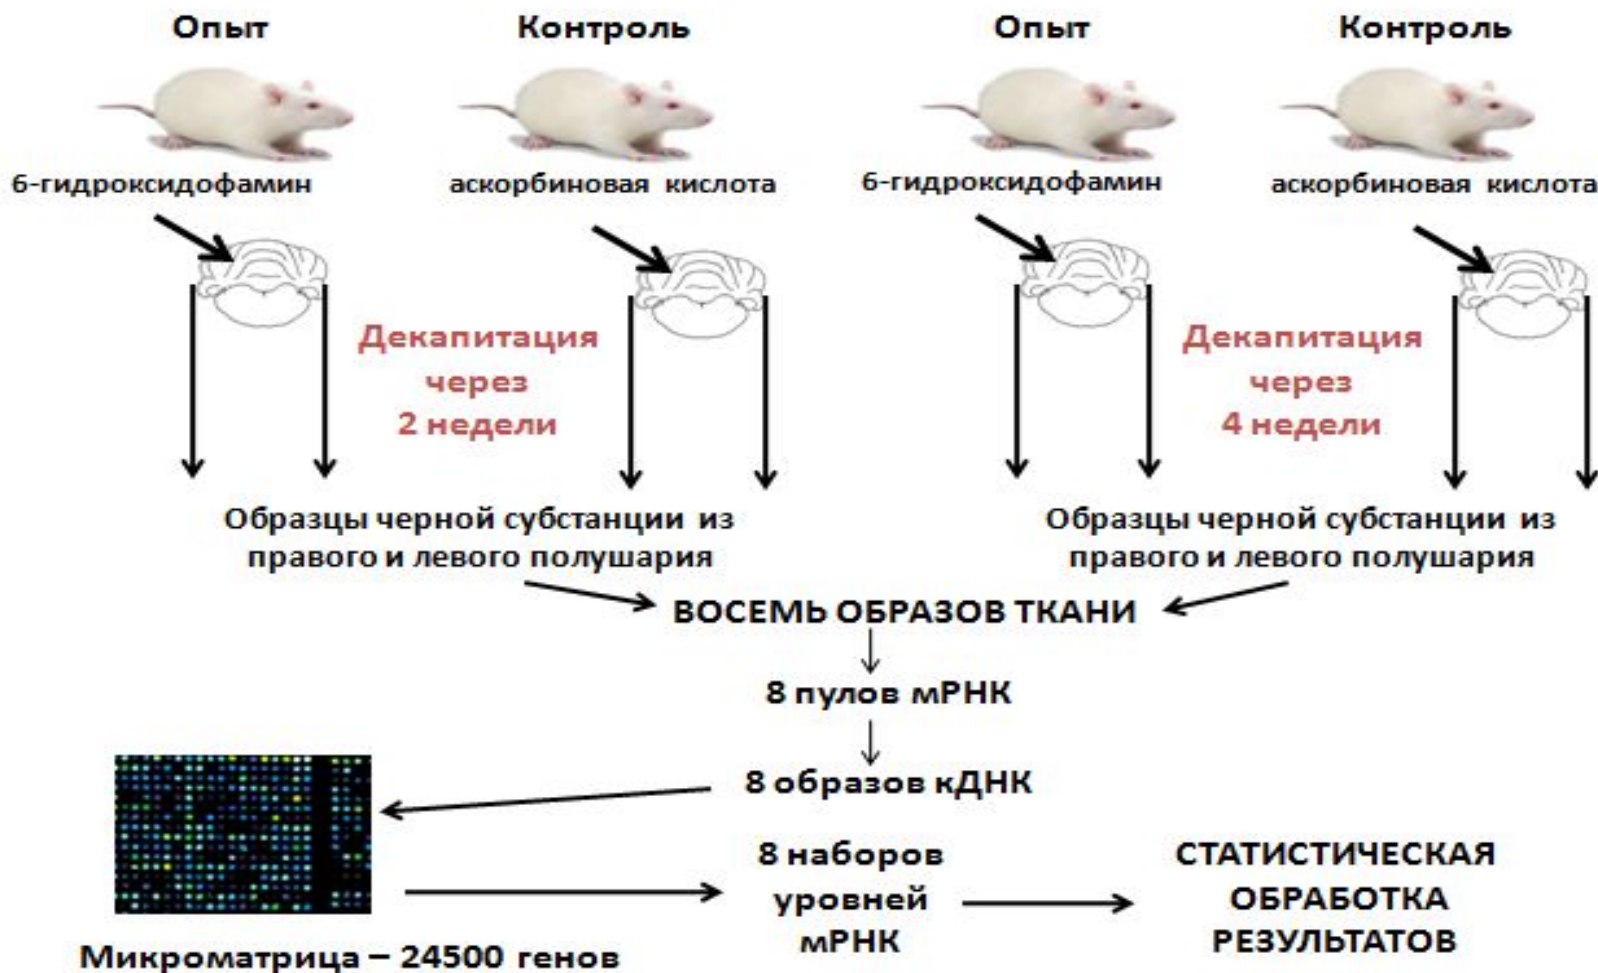 Опыт
Контроль
Опыт
Контроль
6-гидроксидофамин
аскорбиновая кислота
6-гидроксидофамин
аскорбиновая кислота
Декапитация
через
2 недели
Декапитация
через
4 недели
Образцы черной субстанции из
правого и левого полушария
Образцы черной субстанции из
правого и левого полушария
ВОСЕМЬ ОБРАЗОВ ТКАНИ
8 пулов мРНК
8 образов кДНК
8 наборов
уровней
мРНК
СТАТИСТИЧЕСКАЯ
ОБРАБОТКА
РЕЗУЛЬТАТОВ
Микроматрица – 24500 генов